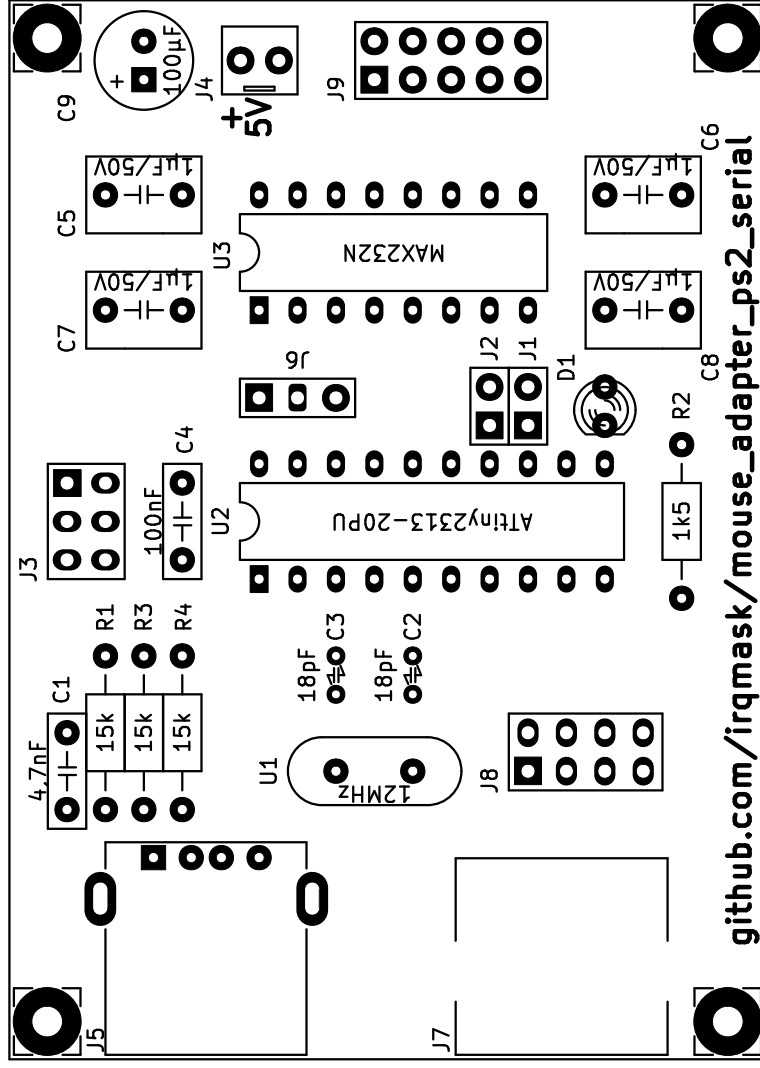 C9
+
100µF
J4
+
5V
J9
C5
1µF/50V
C6
1µF/50V
U3
MAX232N
C7
1µF/50V
C8
1µF/50V
J6
J2
J1
D1
R2
1k5
J3
C4
100nF
U2
ATtiny2313-20PU
R1
R3
R4
C1
4,7nF
15k
15k
15k
C3
18pF
C2
18pF
U1
12MHz
J8
J5
J7
github.com/irqmask/mouse_adapter_ps2_serial